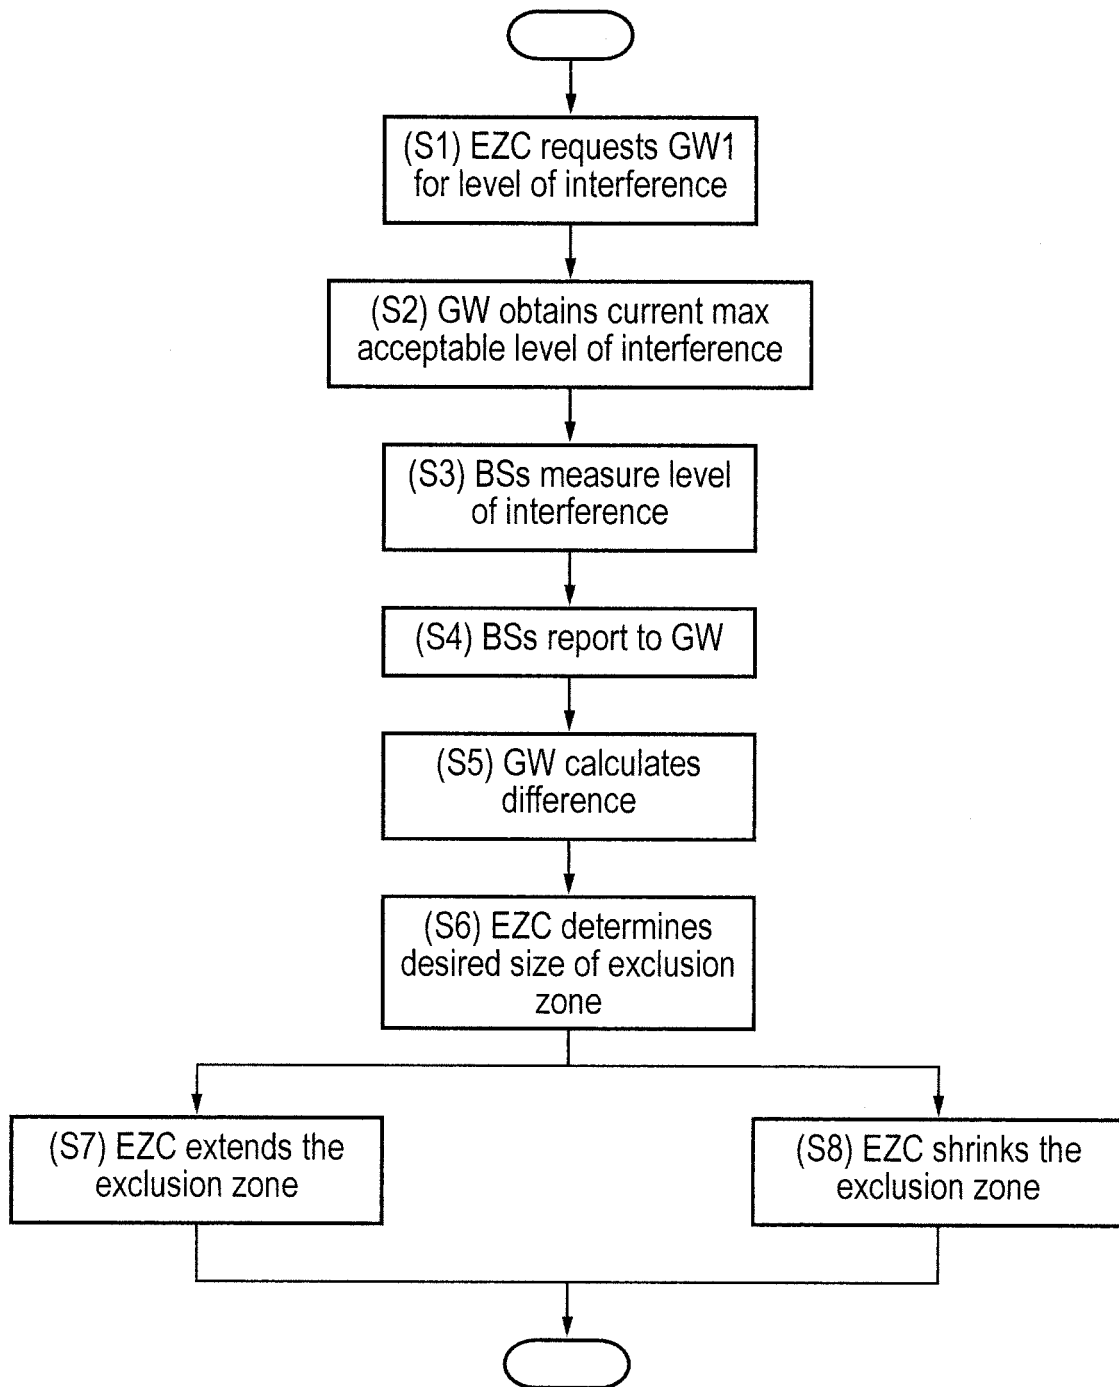 (S1) EZC requests GW1
for level of interference
(S2) GW obtains current max
acceptable level of interference
(S3) BSs measure level
of interference
(S4) BSs report to GW
(S5) GW calculates
difference
(S6) EZC determines
desired size of exclusion
zone
(S7) EZC extends the
exclusion zone
(S8) EZC shrinks the
exclusion zone